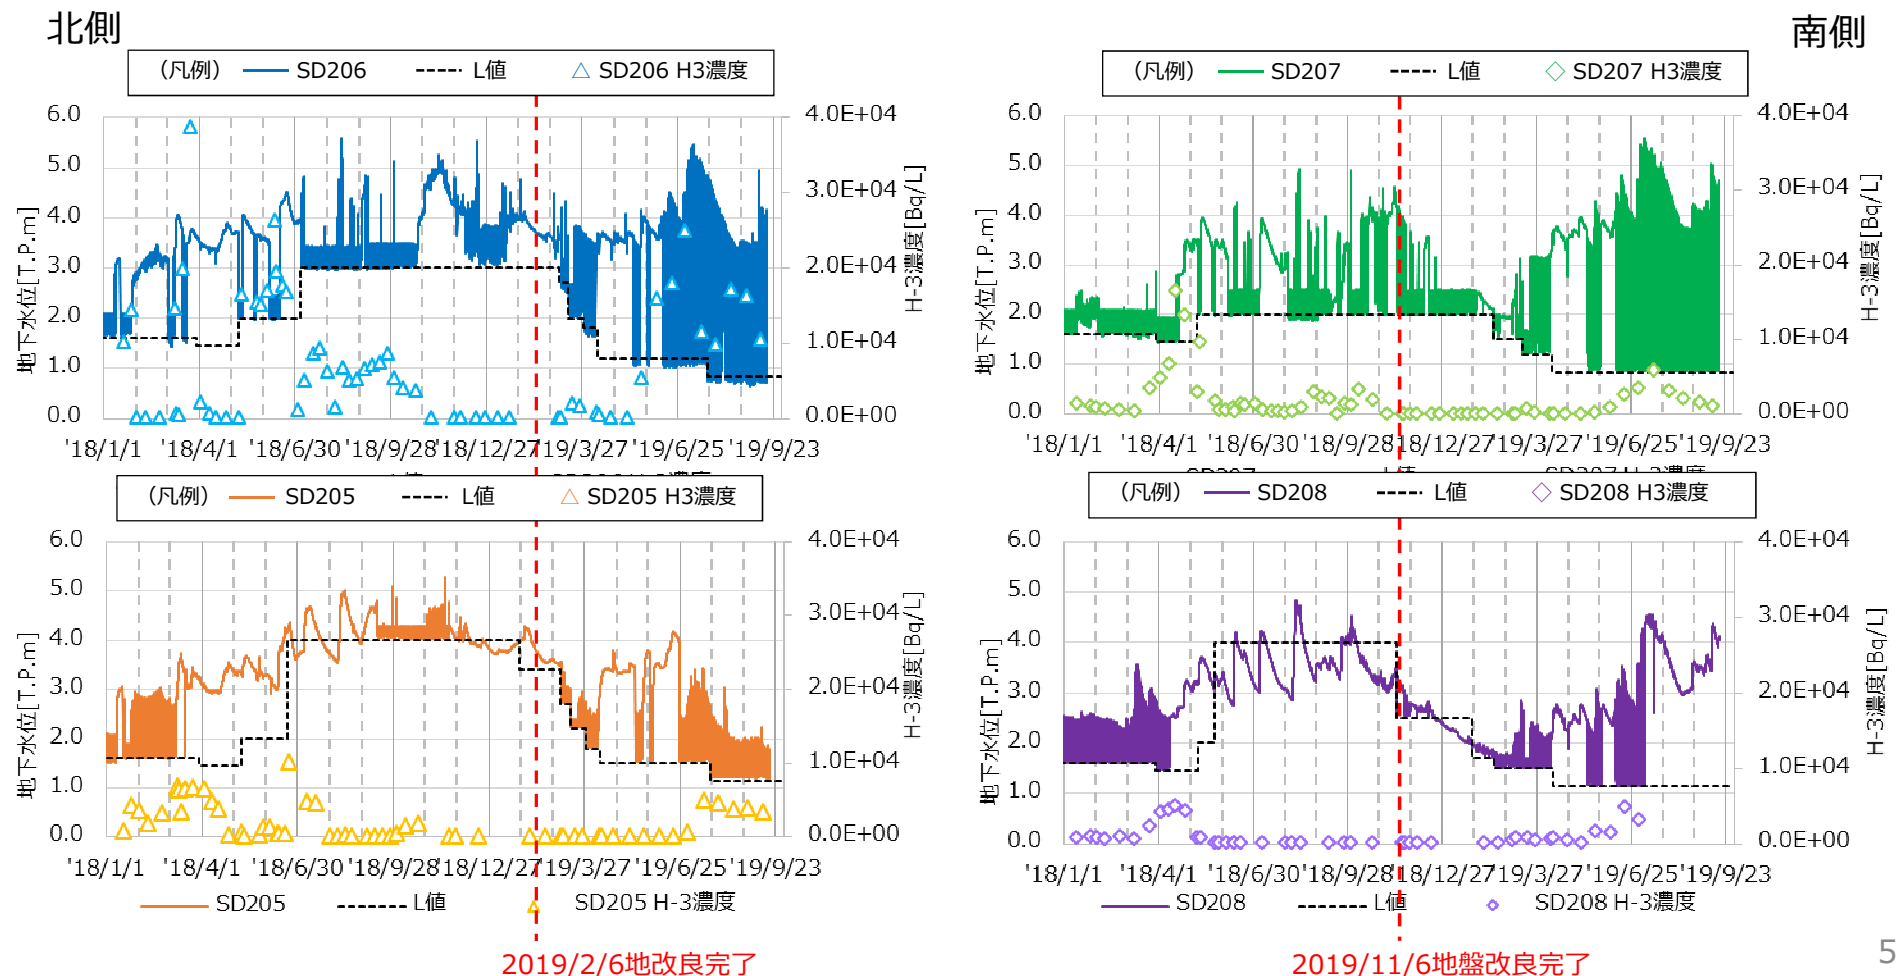 北側
南側
（凡例） SD206 L値 SD206 H3濃度
6.0
5.0
4.0
3.0
2.0
1.0
0.0
地下水位[T.P.m]
4.0E+04
3.0E+04
2.0E+04
1.0E+04
0.0E+00
H-3濃度[Bq/L]
'18/1/1 '18/4/1 '18/6/30 '18/9/28 '18/12/27 '19/3/27 '19/6/25 '19/9/23
（凡例） SD207 L値 SD207 H3濃度
6.0
5.0
4.0
3.0
2.0
1.0
0.0
地下水位[T.P.m]
4.0E+04
3.0E+04
2.0E+04
1.0E+04
0.0E+00
H-3濃度[Bq/L]
'18/1/1 '18/4/1 '18/6/30 '18/9/28 '18/12/27 '19/3/27 '19/6/25 '19/9/23
SD207 L値 SD207 H-3濃度
（凡例） SD205 L値 SD205 H3濃度
6.0
5.0
4.0
3.0
2.0
1.0
0.0
地下水位[T.P.m]
4.0E+04
3.0E+04
2.0E+04
1.0E+04
0.0E+00
H-3濃度[Bq/L]
'18/1/1 '18/4/1 '18/6/30 '18/9/28 '18/12/27 '19/3/27 '19/6/25 '19/9/23
SD205 L値 SD205 H-3濃度
（凡例） SD208 L値 SD208 H3濃度
6.0
5.0
4.0
3.0
2.0
1.0
0.0
地下水位[T.P.m]
4.0E+04
3.0E+04
2.0E+04
1.0E+04
0.0E+00
H-3濃度[Bq/L]
'18/1/1 '18/4/1 '18/6/30 '18/9/28 '18/12/27 '19/3/27 '19/6/25 '19/9/23
SD208 L値 SD208 H-3濃度
2019/2/6地改良完了
2019/11/6地盤改良完了
5